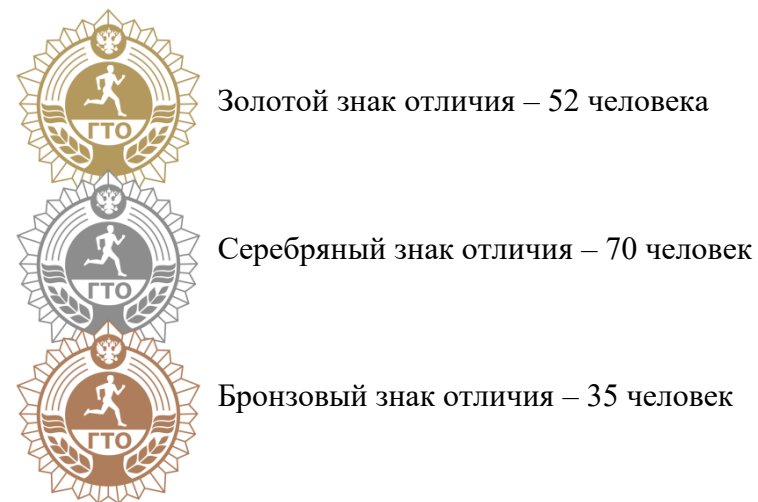 ГТО
Золотой знак отличия – 52 человека
ГТО
Серебряный знак отличия – 70 человек
ГТО
Бронзовый знак отличия – 35 человек